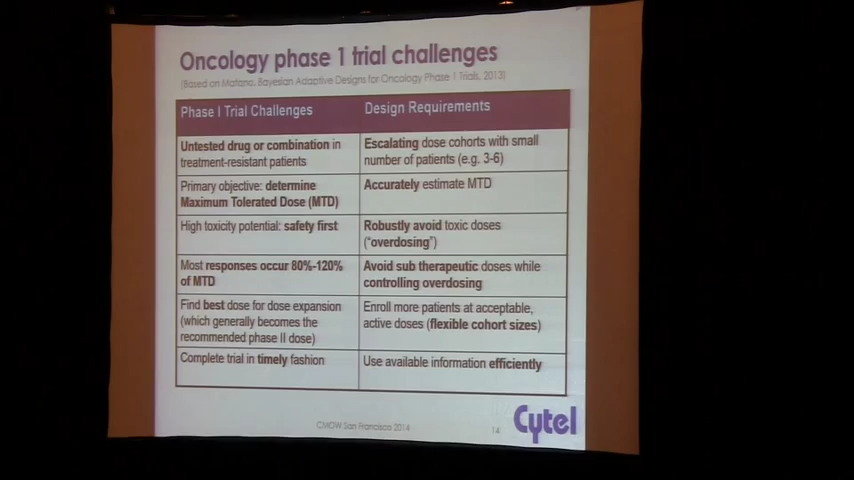 Oncology phase 1 trial challenges
(Based on Matano, Bayesian Adaptive Designs for Oncology Phase 1 Trials, 2013)
Phase I Trial Challenges
Design Requirements
Untested drug or combination in
treatment-resistant patients
Escalating dose cohorts with small
number of patients (e.g. 3-6)
Primary objective: determine
Maximum Tolerated Dose (MTD)
Accurately estimate MTD
High toxicity potential: safety first
Robustly avoid toxic doses
("overdosing")
Most responses occur 80%-120%
of MTD
Avoid sub therapeutic doses while
controlling overdosing
Find best dose for dose expansion
(which generally becomes the
recommended phase II dose)
Enroll more patients at acceptable,
active doses (flexible cohort sizes)
Complete trial in timely fashion
Use available information efficiently
CMOW San Francisco 2014
14
Cytel